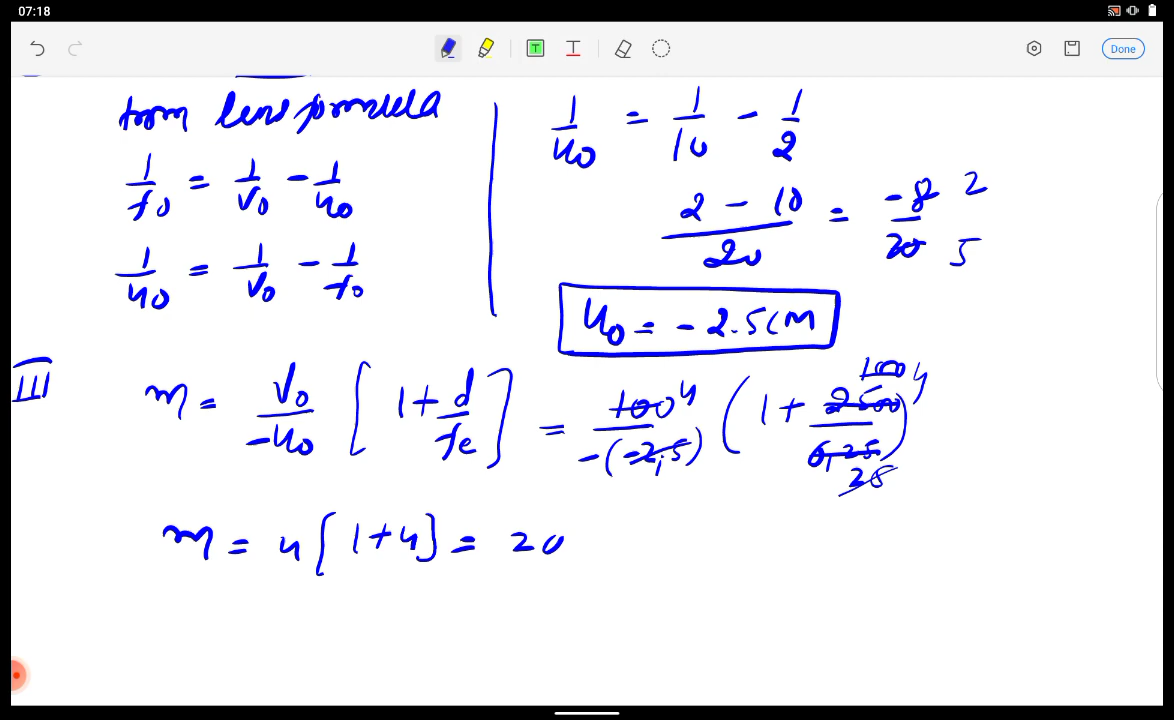 07:18
Done
from lens formula
1/f0 = 1/v0 - 1/u0
1/u0 = 1/v0 - 1/f0
1/u0 = 1/10 - 1/2
2 - 10 / 20 = -8 / 20 2 5
u0 = -2.5cm
III m = v0/-u0 [1 + d/fe] = 100 4 / -(-2.5) (1 + 2500 / 6.25) 100 4 25
m = 4[1+4] = 20